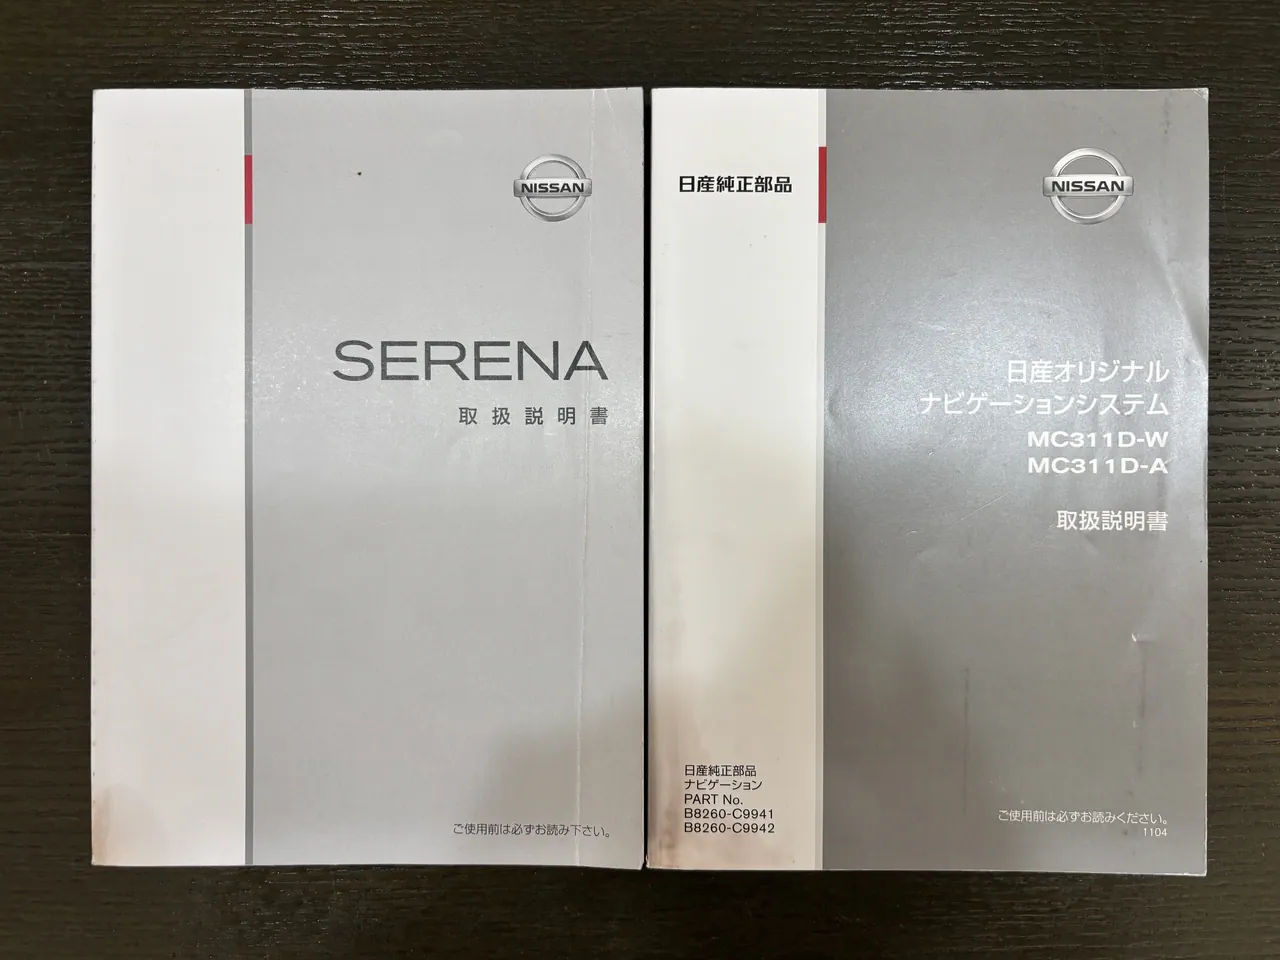 NISSAN
SERENA
取扱説明書
ご使用前は必ずお読み下さい。
日産純正部品
NISSAN
日産オリジナル
ナビゲーションシステム
MC311D-W
MC311D-A
取扱説明書
日産純正部品
ナビゲーション
PART No.
B8260-C9941
B8260-C9942
ご使用前は必ずお読みください。
1104